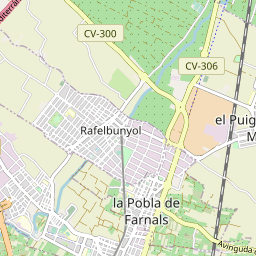 CV-300
CV-306
el Puig
M
Rafelbunyol
la Pobla de
Farnals
Avinguda